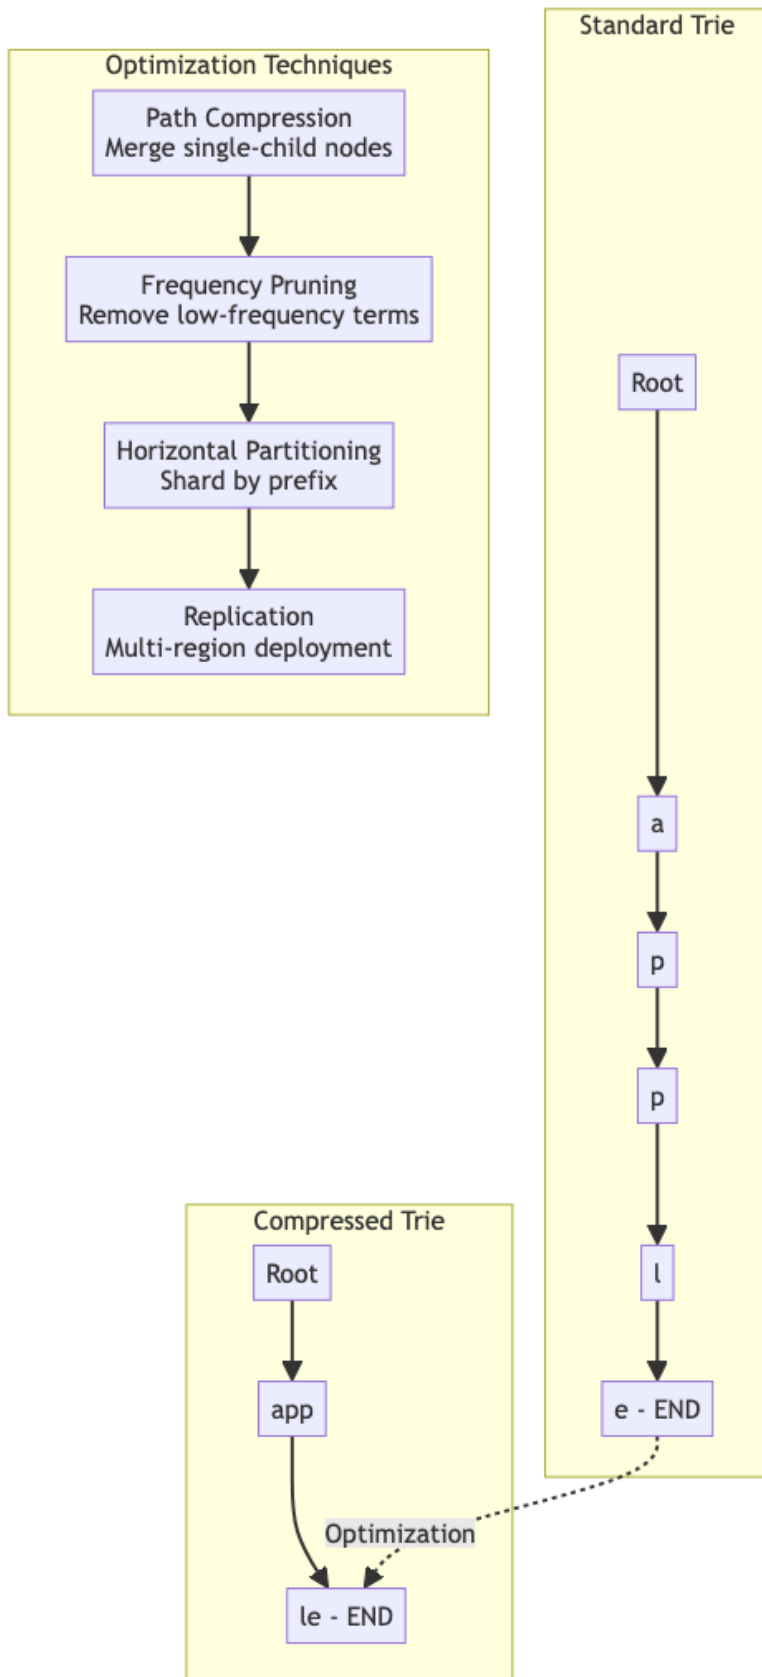 Optimization Techniques
Path Compression
Merge single-child nodes
Frequency Pruning
Remove low-frequency terms
Horizontal Partitioning
Shard by prefix
Replication
Multi-region deployment
Standard Trie
Root
a
p
p
l
e - END
Compressed Trie
Root
app
Optimization
le - END